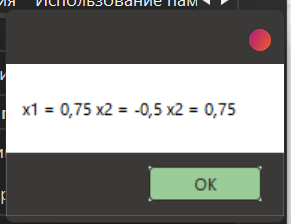 Использование пам
x1 = 0,75 x2 = -0,5 x2 = 0,75
OK